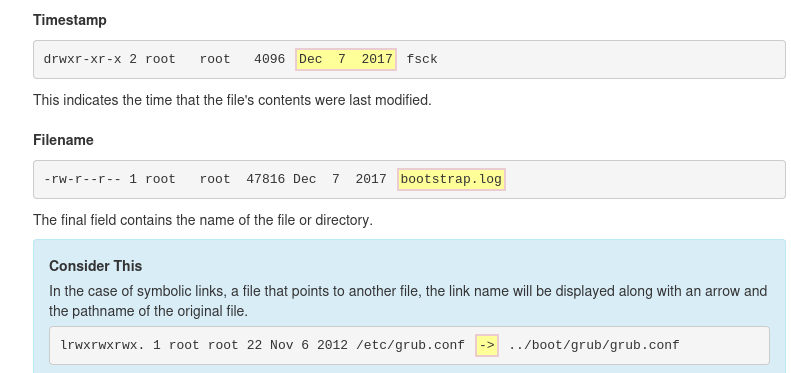 Timestamp
drwxr-xr-x 2 root   root   4096 Dec  7  2017 fsck
This indicates the time that the file's contents were last modified.
Filename
-rw-r--r-- 1 root   root  47816 Dec  7  2017 bootstrap.log
The final field contains the name of the file or directory.
Consider This
In the case of symbolic links, a file that points to another file, the link name will be displayed along with an arrow and
the pathname of the original file.
lrwxrwxrwx. 1 root root 22 Nov 6 2012 /etc/grub.conf -> ../boot/grub/grub.conf